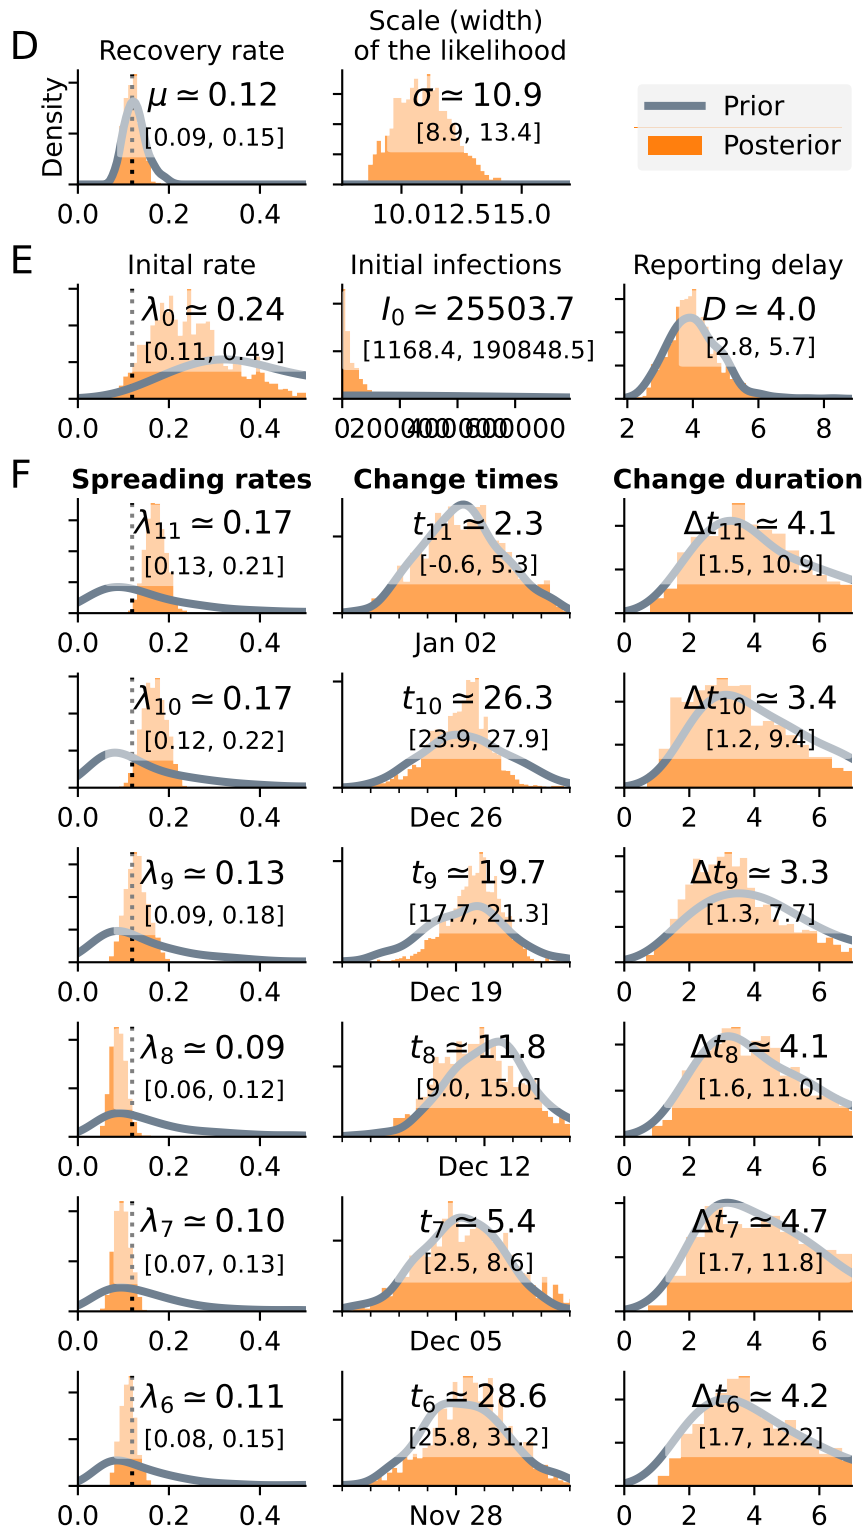 D
Recovery rate
Scale (width)
of the likelihood
Density
μ ≃ 0.12
[0.09, 0.15]
0.0 0.2 0.4
σ ≃ 10.9
[8.9, 13.4]
10.0 12.5 15.0
Prior
Posterior
E
Inital rate
Initial infections
Reporting delay
λ0 ≃ 0.24
[0.11, 0.49]
0.0 0.2 0.4
I0 ≃ 25503.7
[1168.4, 190848.5]
0 200000 400000 600000
D ≃ 4.0
[2.8, 5.7]
2 4 6 8
F
Spreading rates
Change times
Change duration
λ11 ≃ 0.17
[0.13, 0.21]
0.0 0.2 0.4
t11 ≃ 2.3
[-0.6, 5.3]
Jan 02
Δt11 ≃ 4.1
[1.5, 10.9]
0 2 4 6
λ10 ≃ 0.17
[0.12, 0.22]
0.0 0.2 0.4
t10 ≃ 26.3
[23.9, 27.9]
Dec 26
Δt10 ≃ 3.4
[1.2, 9.4]
0 2 4 6
λ9 ≃ 0.13
[0.09, 0.18]
0.0 0.2 0.4
t9 ≃ 19.7
[17.7, 21.3]
Dec 19
Δt9 ≃ 3.3
[1.3, 7.7]
0 2 4 6
λ8 ≃ 0.09
[0.06, 0.12]
0.0 0.2 0.4
t8 ≃ 11.8
[9.0, 15.0]
Dec 12
Δt8 ≃ 4.1
[1.6, 11.0]
0 2 4 6
λ7 ≃ 0.10
[0.07, 0.13]
0.0 0.2 0.4
t7 ≃ 5.4
[2.5, 8.6]
Dec 05
Δt7 ≃ 4.7
[1.7, 11.8]
0 2 4 6
λ6 ≃ 0.11
[0.08, 0.15]
0.0 0.2 0.4
t6 ≃ 28.6
[25.8, 31.2]
Nov 28
Δt6 ≃ 4.2
[1.7, 12.2]
0 2 4 6